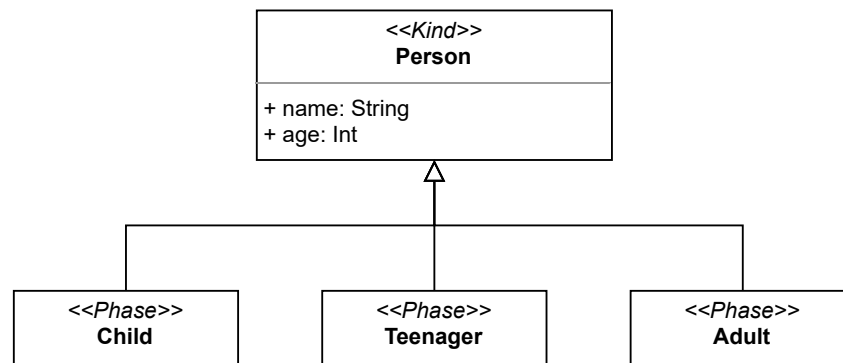 <<Kind>>
Person
+ name: String
+ age: Int
<<Phase>>
Child
<<Phase>>
Teenager
<<Phase>>
Adult